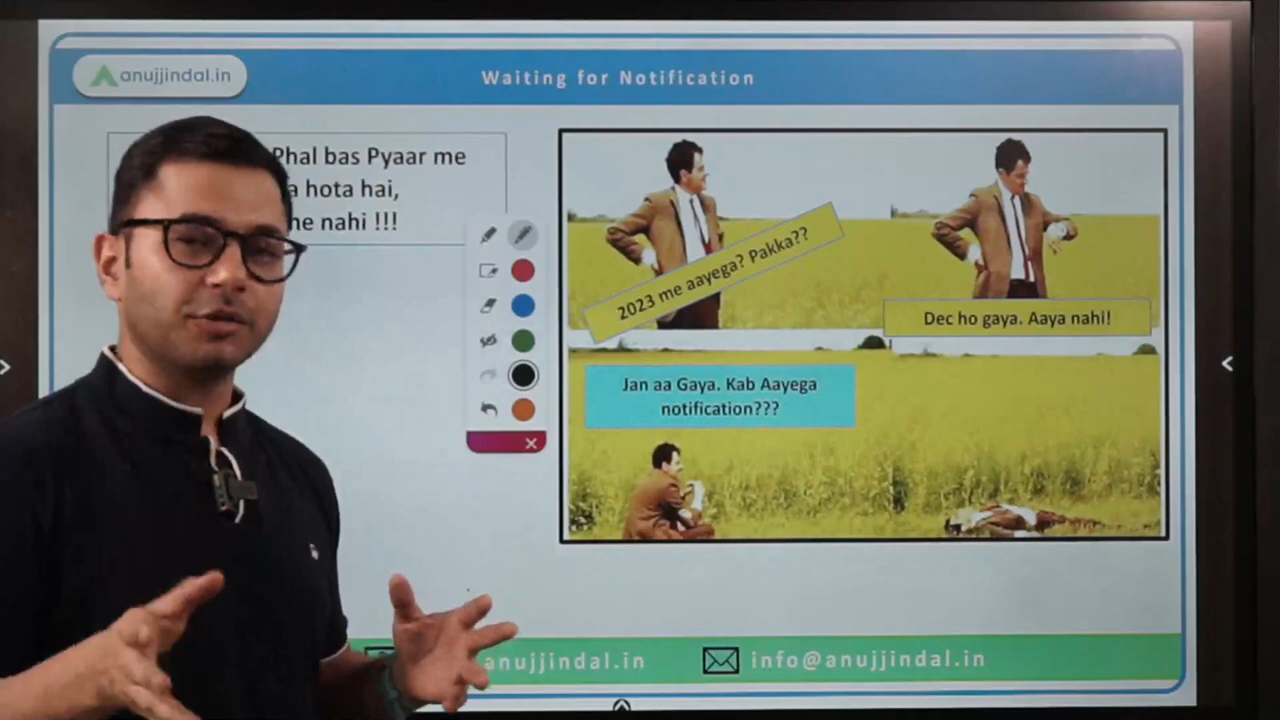 anujjindal.in
Waiting for Notification
Phal bas Pyaar me
hota hai,
nahi !!!
2023 me aayega? Pakka??
Dec ho gaya. Aaya nahi!
Jan aa Gaya. Kab Aayega
notification???
anujjindal.in
info@anujjindal.in